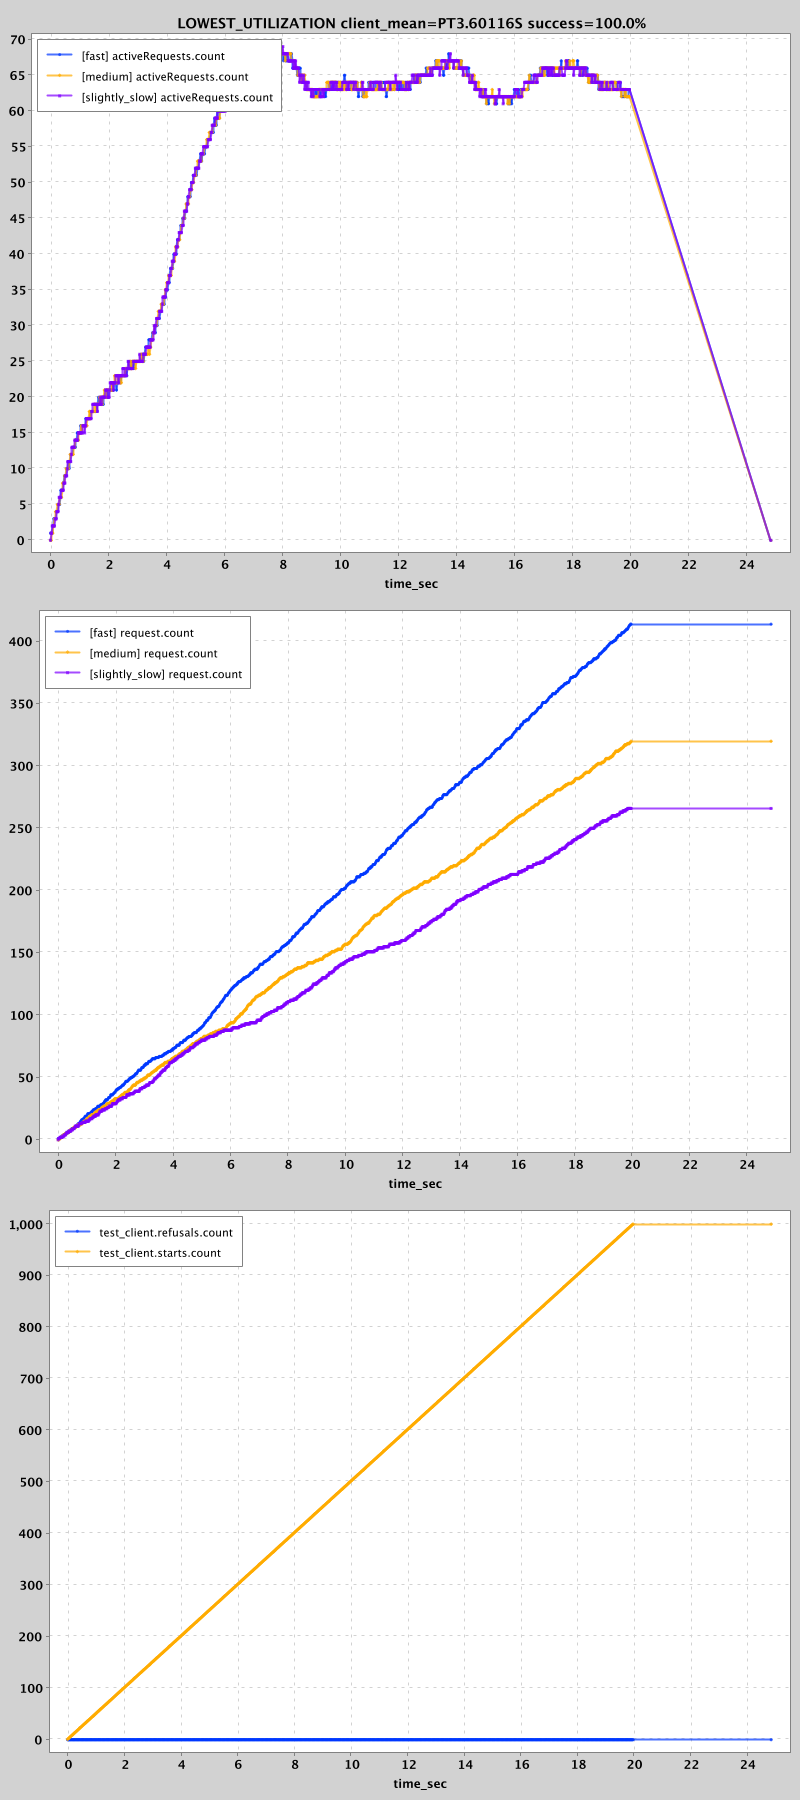 LOWEST_UTILIZATION client_mean=PT3.60116S success=100.0%
[fast] activeRequests.count
[medium] activeRequests.count
[slightly_slow] activeRequests.count
70
65
60
55
50
45
40
35
30
25
20
15
10
5
0
0 2 4 6 8 10 12 14 16 18 20 22 24
time_sec
[fast] request.count
[medium] request.count
[slightly_slow] request.count
400
350
300
250
200
150
100
50
0
0 2 4 6 8 10 12 14 16 18 20 22 24
time_sec
test_client.refusals.count
test_client.starts.count
1,000
900
800
700
600
500
400
300
200
100
0
0 2 4 6 8 10 12 14 16 18 20 22 24
time_sec